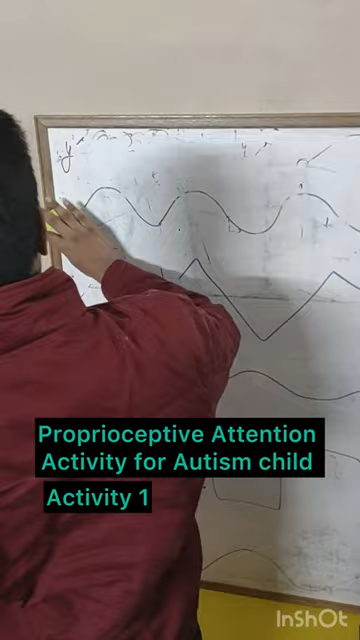 y
Proprioceptive Attention
Activity for Autism child
Activity 1
InShOt